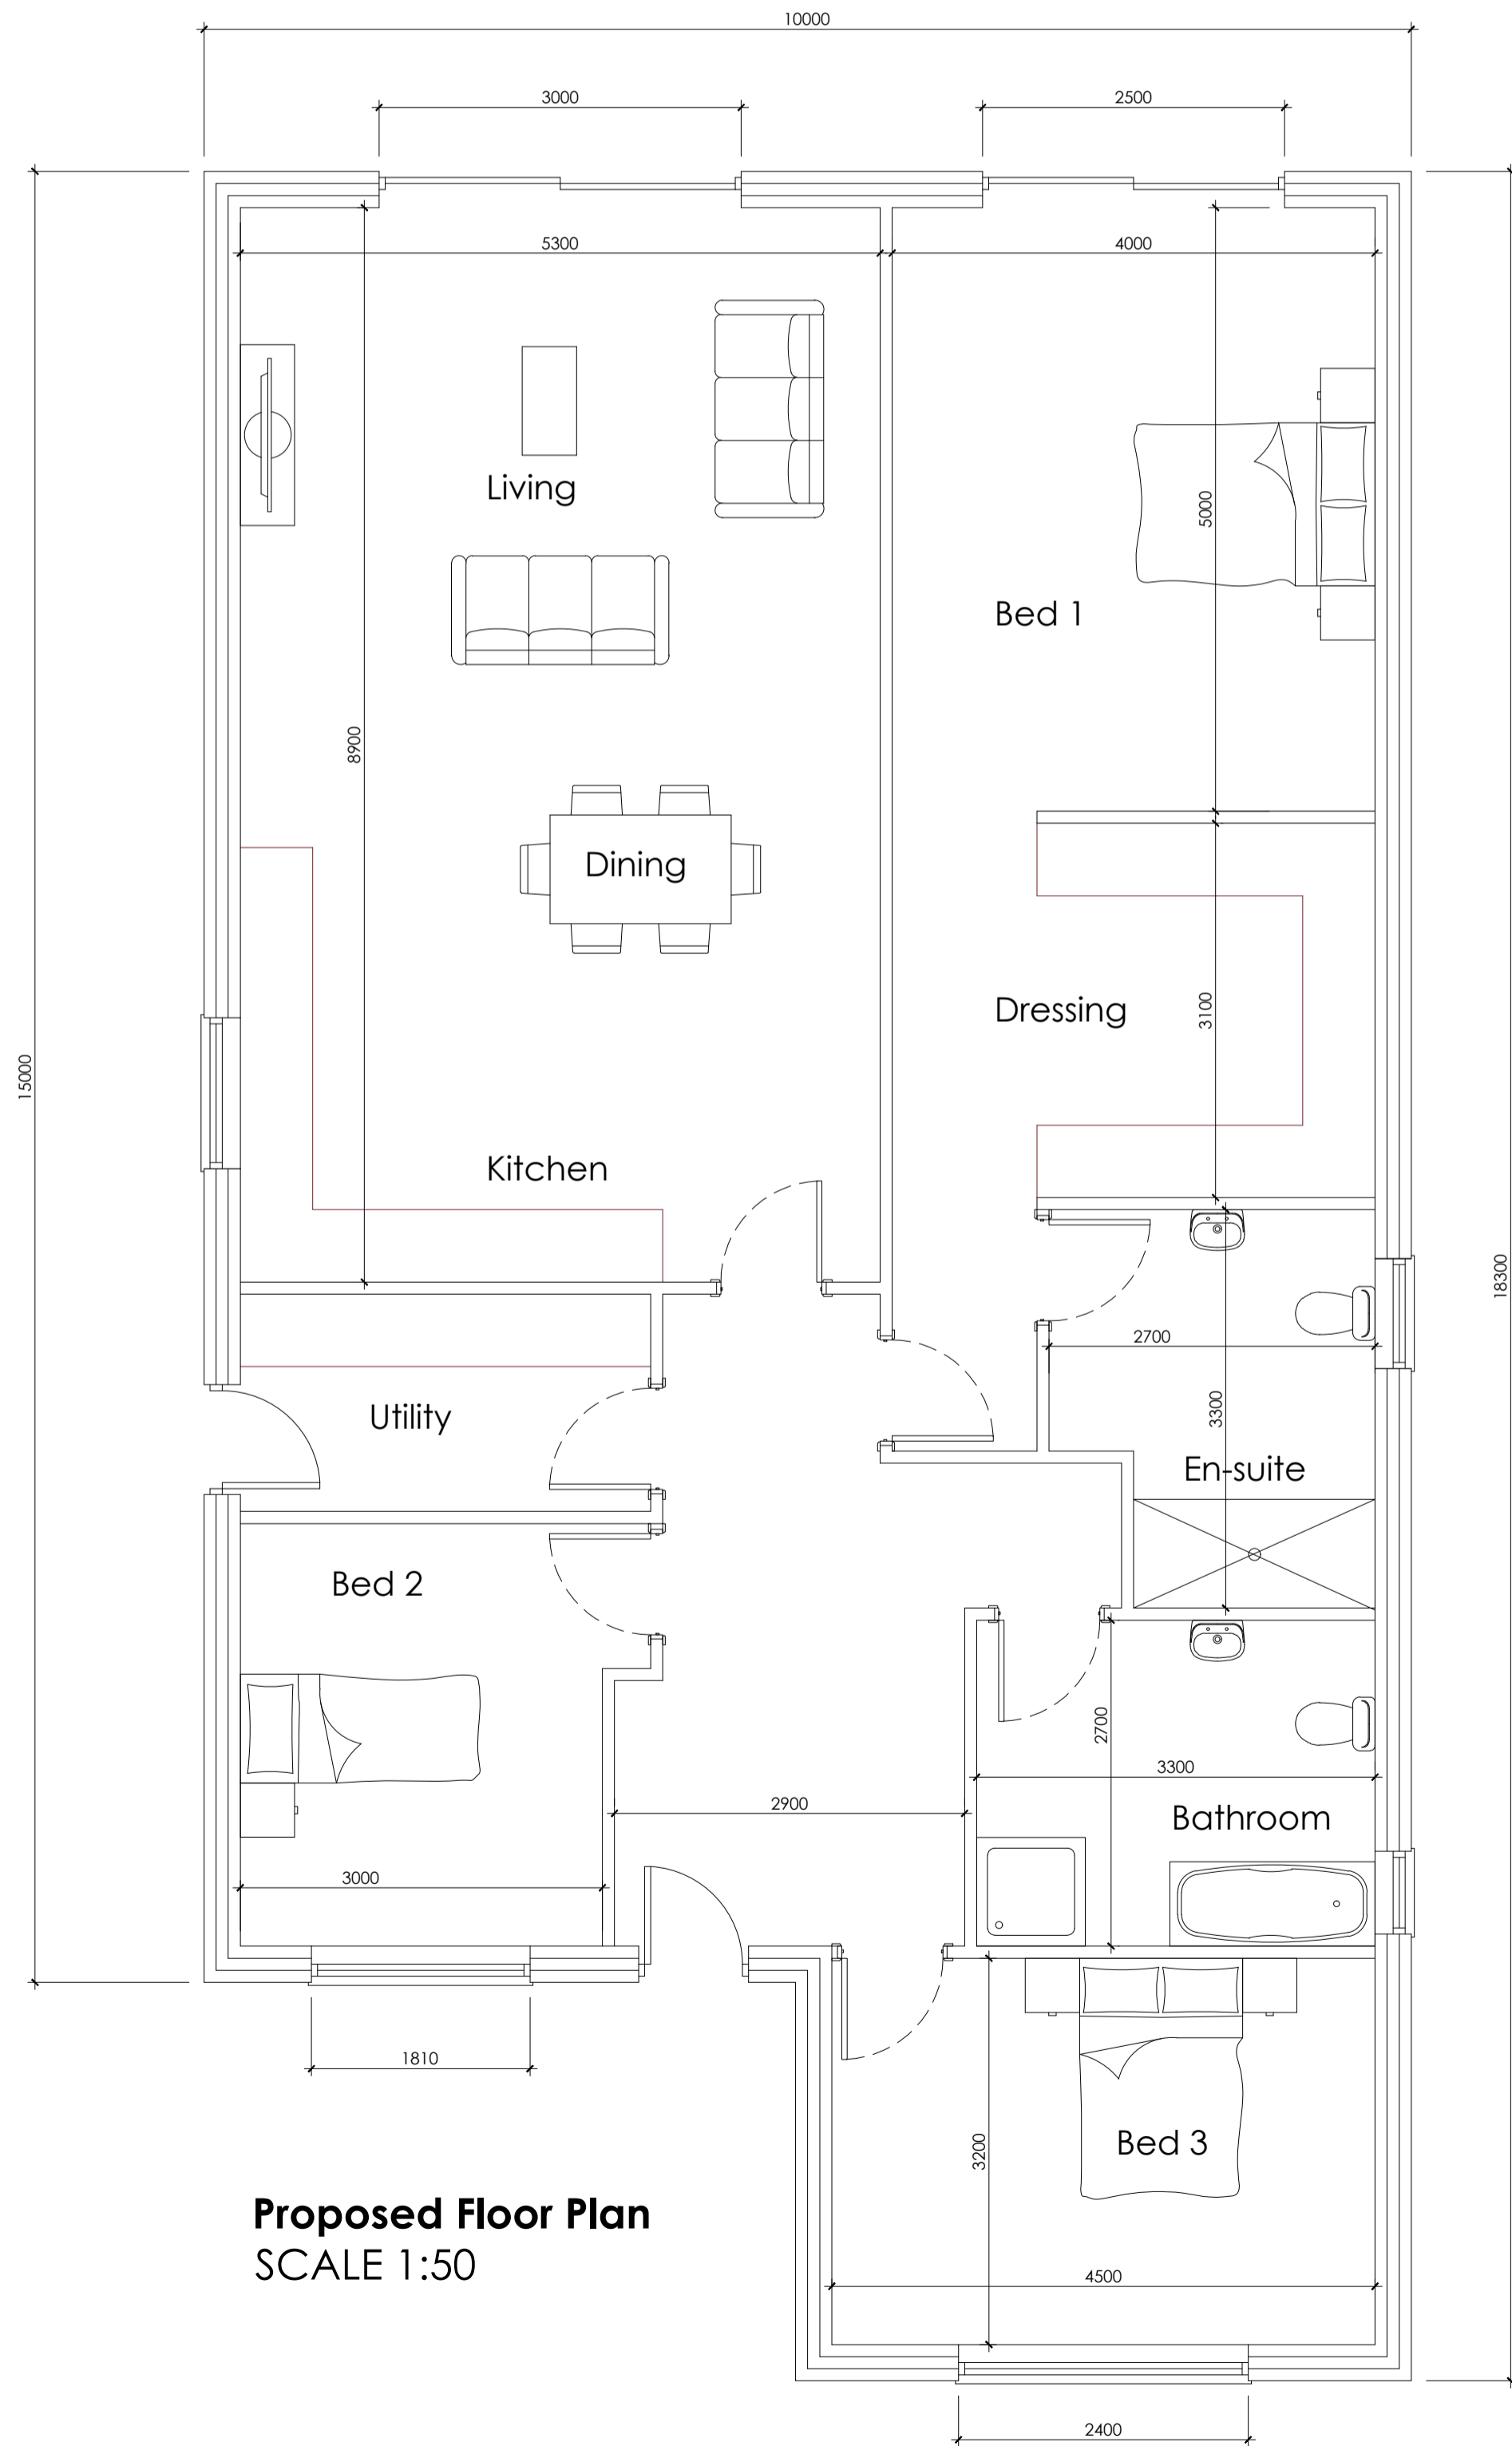 10000
3000
2500
5300
4000
Living
5000
Bed 1
8900
Dining
Dressing
3100
15000
Kitchen
18300
2700
3300
Utility
En-suite
Bed 2
2700
3300
2900
Bathroom
3000
1810
Bed 3
3200
Proposed Floor Plan
SCALE 1:50
4500
2400